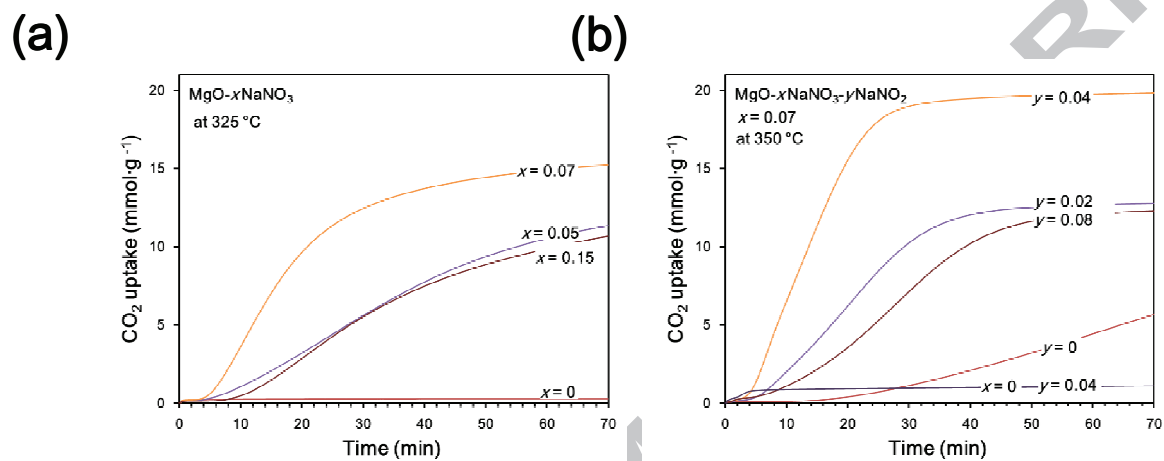 (a)
MgO-xNaNO₃
at 325 °C
CO₂ uptake (mmol·g⁻¹)
20
15
10
5
0
x = 0.07
x = 0.05
x = 0.15
x = 0
0 10 20 30 40 50 60 70
Time (min)
(b)
MgO-xNaNO₃-yNaNO₂
x = 0.07
at 350 °C
CO₂ uptake (mmol·g⁻¹)
20
15
10
5
0
y = 0.04
y = 0.02
y = 0.08
y = 0
x = 0 y = 0.04
0 10 20 30 40 50 60 70
Time (min)